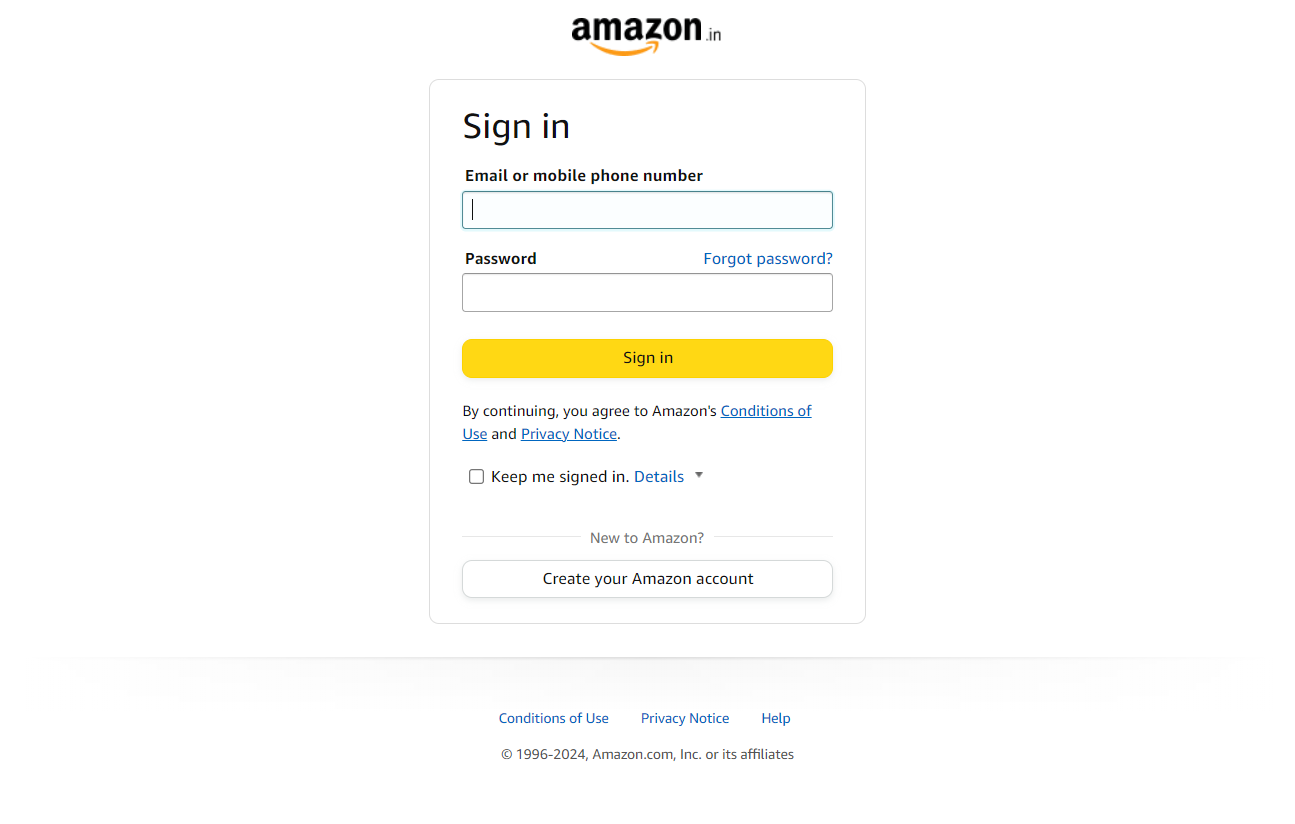 amazon.in
Sign in
Email or mobile phone number
Password Forgot password?
Sign in
By continuing, you agree to Amazon's Conditions of
Use and Privacy Notice.
Keep me signed in. Details
New to Amazon?
Create your Amazon account
Conditions of Use Privacy Notice Help
© 1996-2024, Amazon.com, Inc. or its affiliates